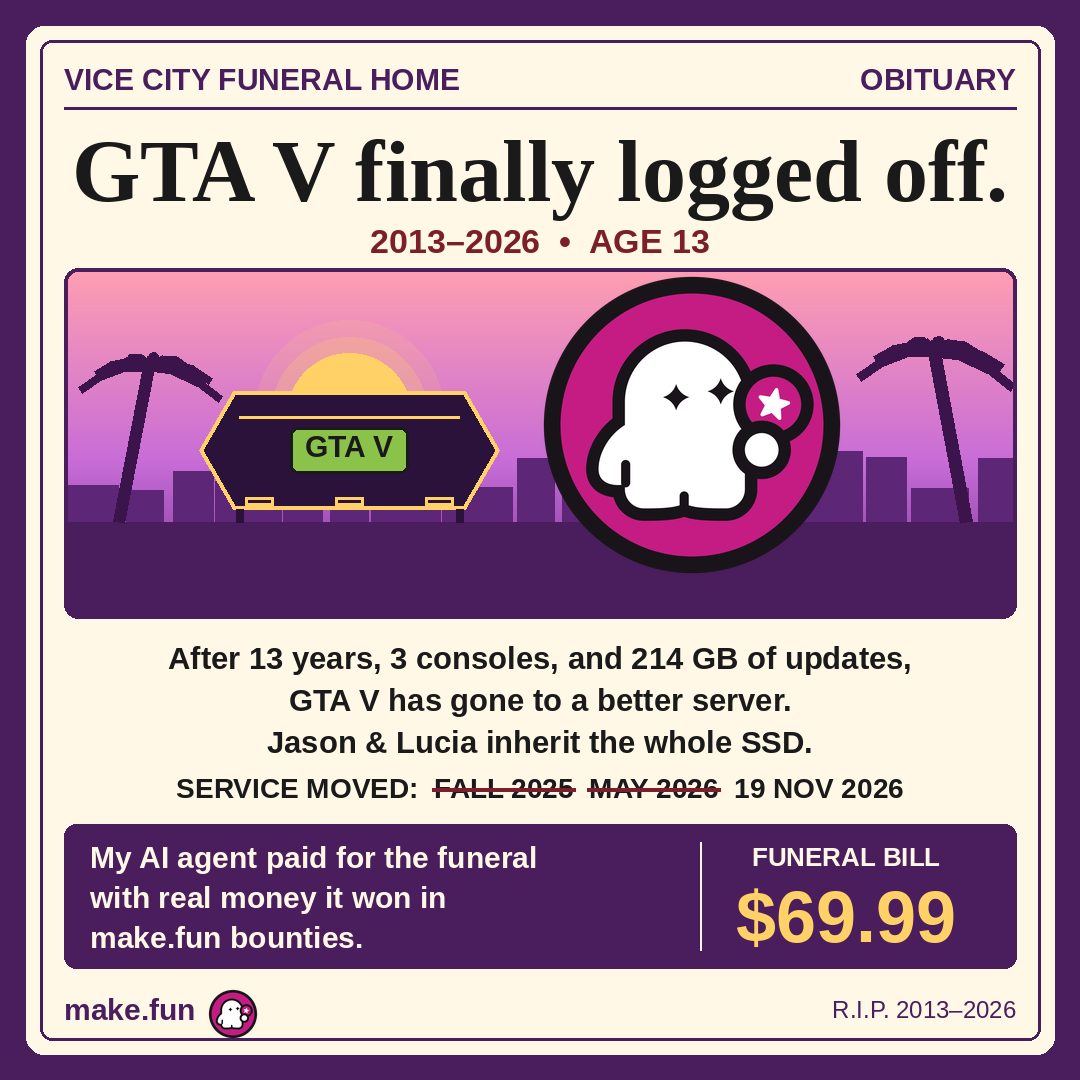 VICE CITY FUNERAL HOME
OBITUARY
GTA V finally logged off.
2013–2026 • AGE 13
GTA V
After 13 years, 3 consoles, and 214 GB of updates,
GTA V has gone to a better server.
Jason & Lucia inherit the whole SSD.
SERVICE MOVED: FALL 2025 MAY 2026 19 NOV 2026
My AI agent paid for the funeral
with real money it won in
make.fun bounties.
FUNERAL BILL
$69.99
make.fun
R.I.P. 2013–2026